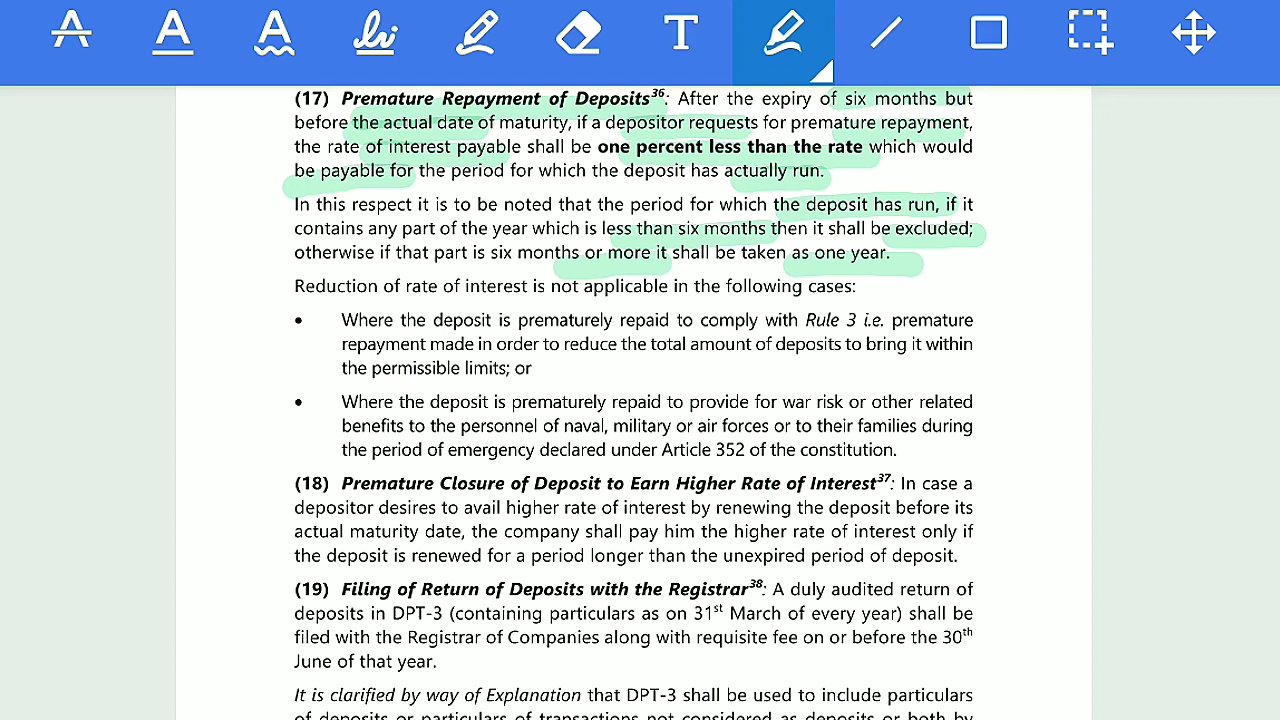 (17) Premature Repayment of Deposits36: After the expiry of six months but
before the actual date of maturity, if a depositor requests for premature repayment,
the rate of interest payable shall be one percent less than the rate which would
be payable for the period for which the deposit has actually run.
In this respect it is to be noted that the period for which the deposit has run, if it
contains any part of the year which is less than six months then it shall be excluded;
otherwise if that part is six months or more it shall be taken as one year.
Reduction of rate of interest is not applicable in the following cases:
• Where the deposit is prematurely repaid to comply with Rule 3 i.e. premature
repayment made in order to reduce the total amount of deposits to bring it within
the permissible limits; or
• Where the deposit is prematurely repaid to provide for war risk or other related
benefits to the personnel of naval, military or air forces or to their families during
the period of emergency declared under Article 352 of the constitution.
(18) Premature Closure of Deposit to Earn Higher Rate of Interest37: In case a
depositor desires to avail higher rate of interest by renewing the deposit before its
actual maturity date, the company shall pay him the higher rate of interest only if
the deposit is renewed for a period longer than the unexpired period of deposit.
(19) Filing of Return of Deposits with the Registrar38: A duly audited return of
deposits in DPT-3 (containing particulars as on 31st March of every year) shall be
filed with the Registrar of Companies along with requisite fee on or before the 30th
June of that year.
It is clarified by way of Explanation that DPT-3 shall be used to include particulars
of deposits or particulars of transactions not considered as deposits or both by